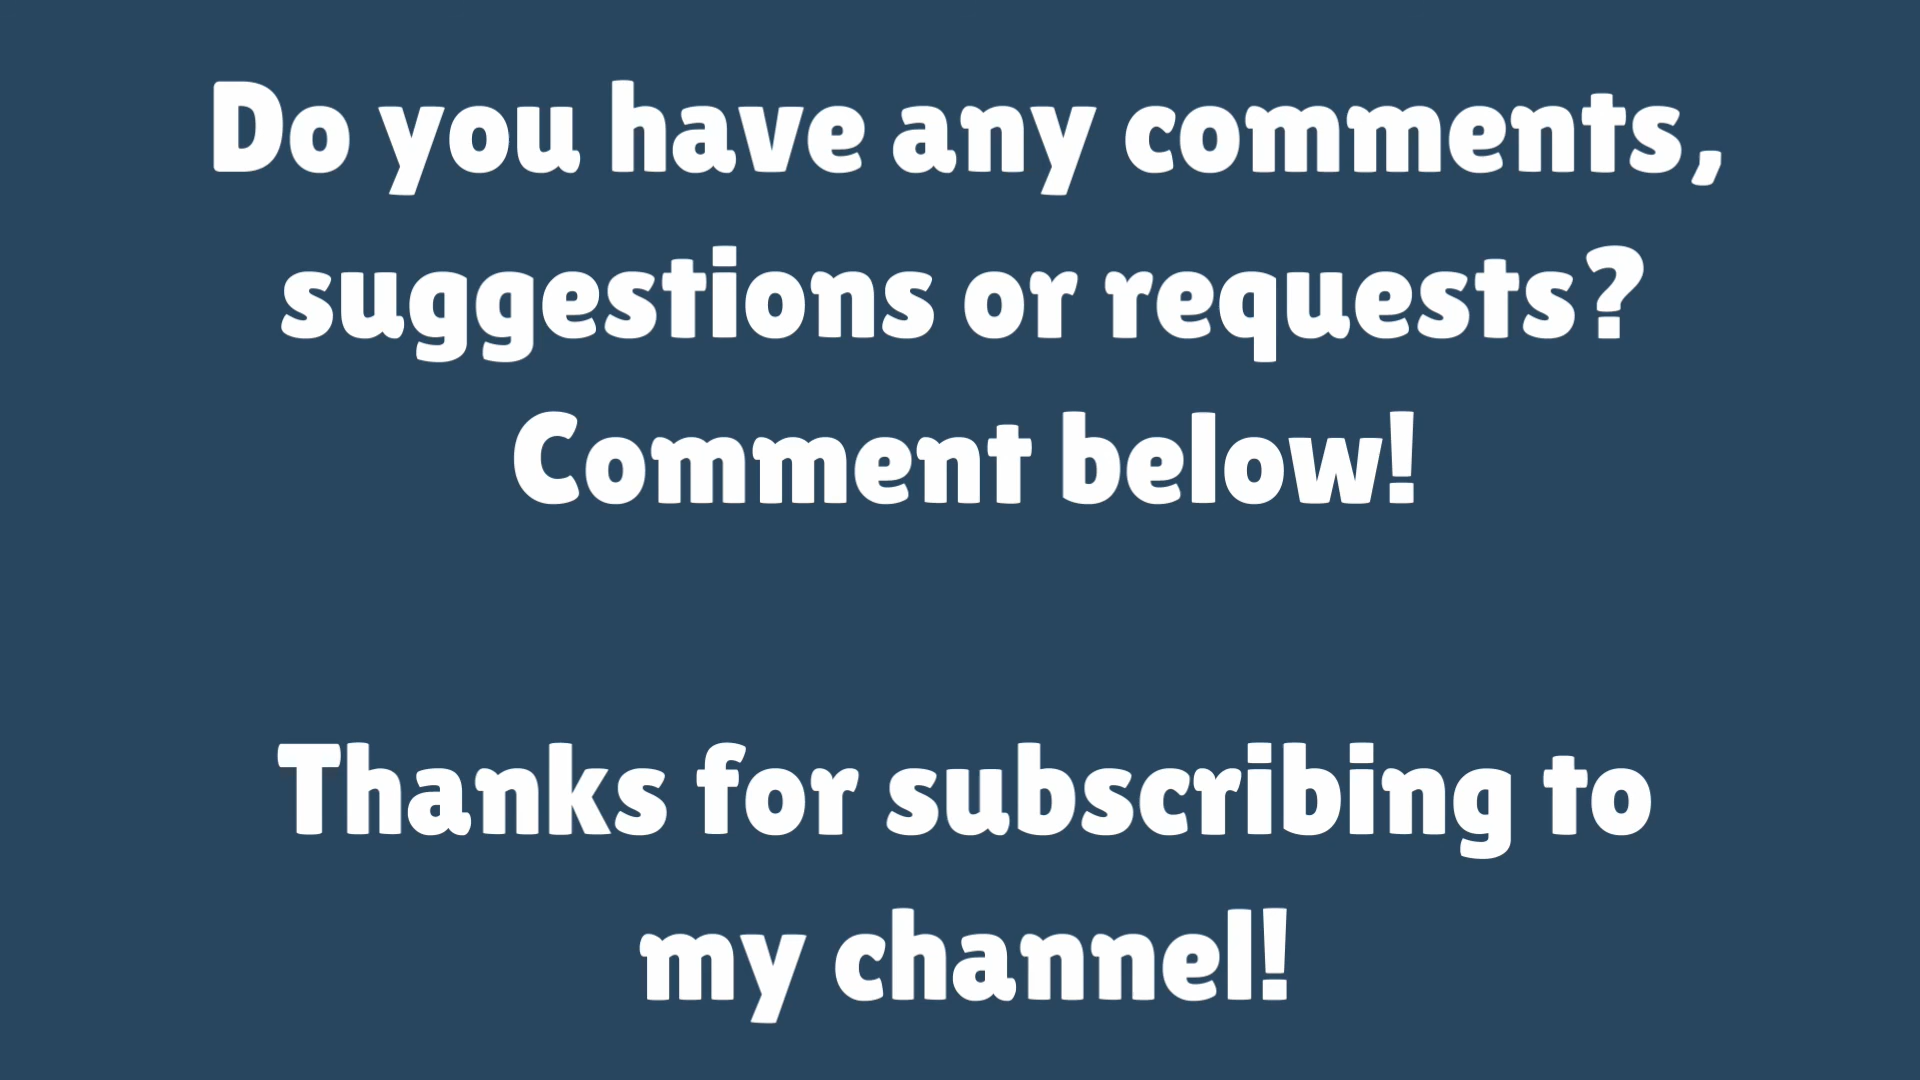 Do you have any comments,
suggestions or requests?
Comment below!
Thanks for subscribing to
my channel!